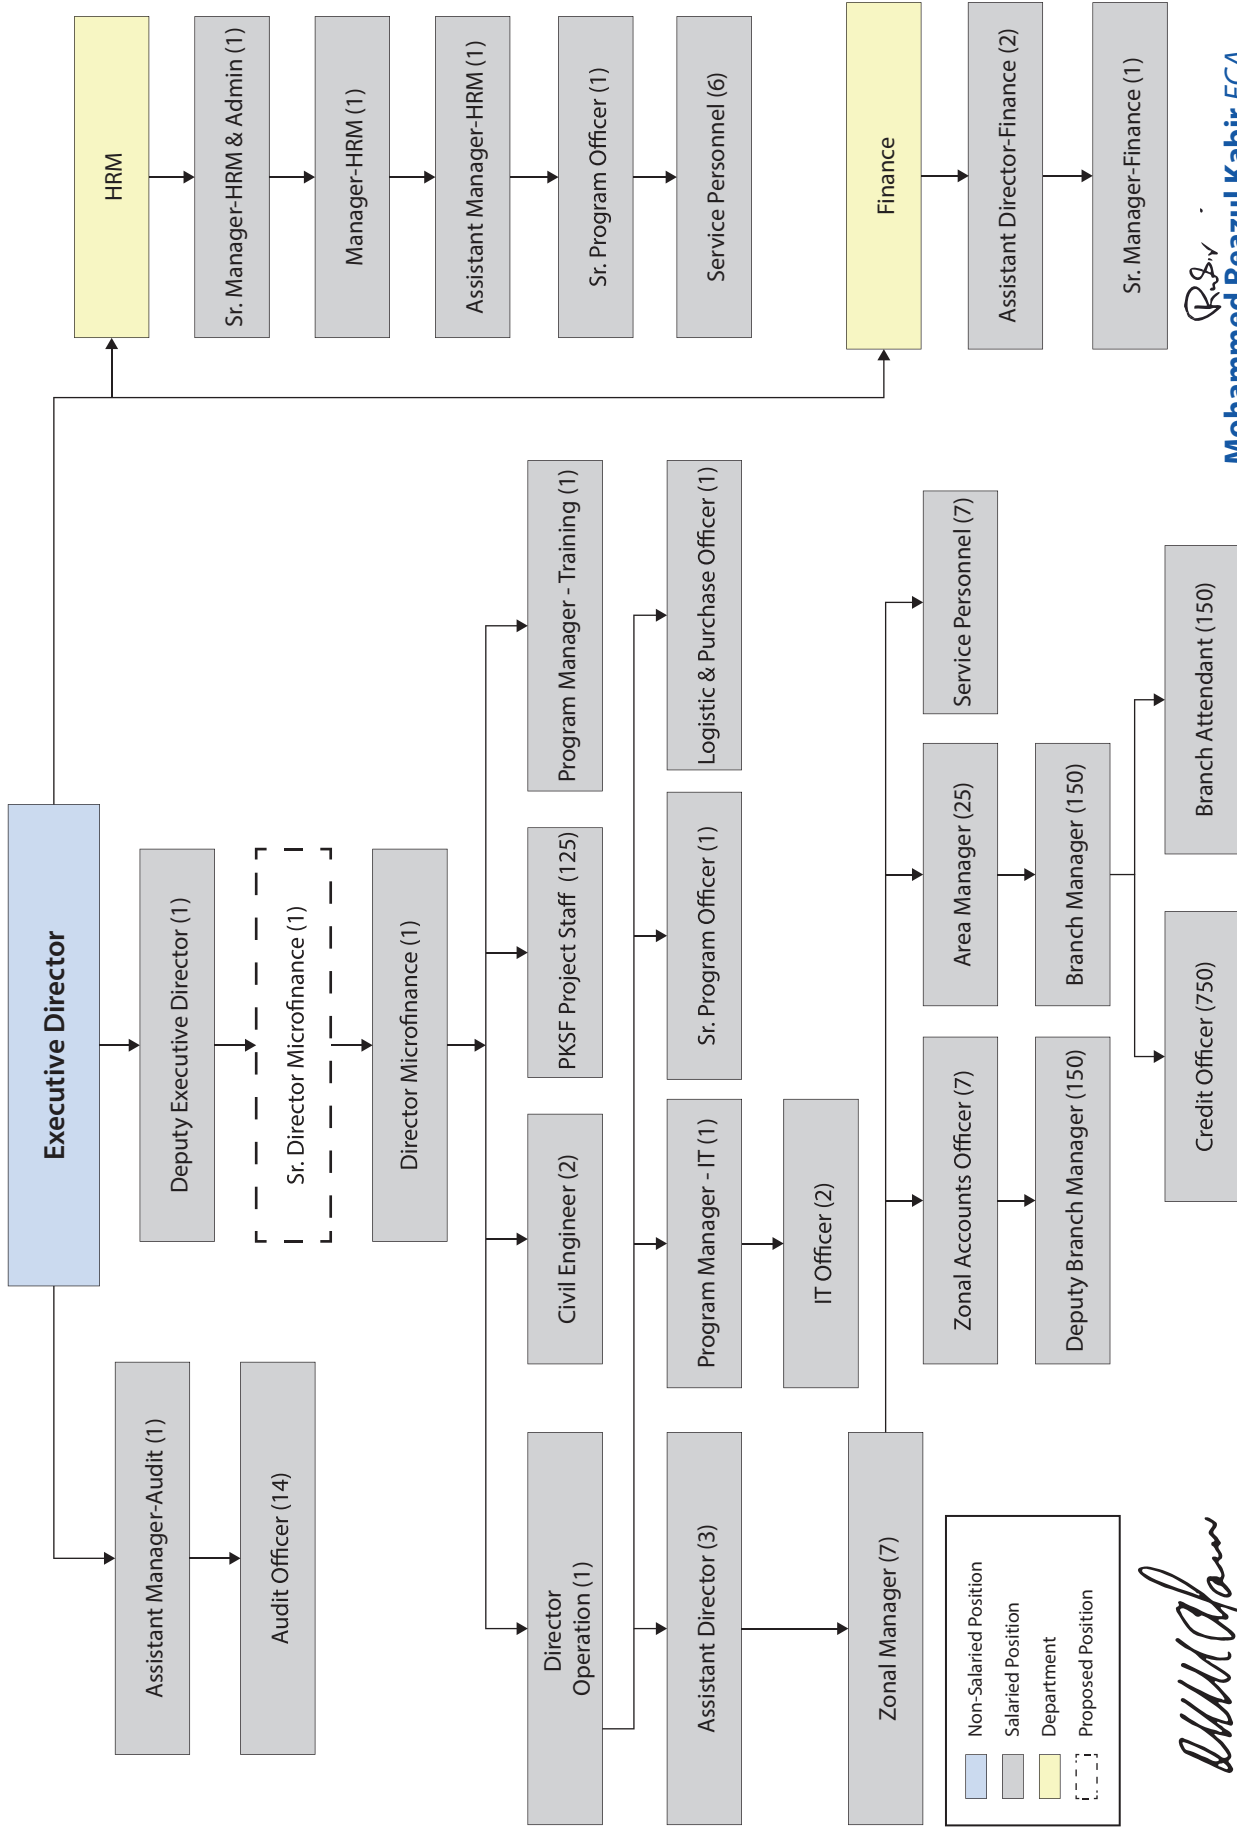 Executive Director
Assistant Manager-Audit (1)
Audit Officer (14)
Deputy Executive Director (1)
Sr. Director Microfinance (1)
Director Microfinance (1)
HRM
Sr. Manager-HRM & Admin (1)
Manager-HRM (1)
Assistant Manager-HRM (1)
Sr. Program Officer (1)
Service Personnel (6)
Director
Operation (1)
Civil Engineer (2)
PKSF Project Staff (125)
Program Manager - Training (1)
Assistant Director (3)
Program Manager - IT (1)
Sr. Program Officer (1)
Logistic & Purchase Officer (1)
IT Officer (2)
Zonal Manager (7)
Finance
Assistant Director-Finance (2)
Sr. Manager-Finance (1)
Zonal Accounts Officer (7)
Area Manager (25)
Service Personnel (7)
Deputy Branch Manager (150)
Branch Manager (150)
Credit Officer (750)
Branch Attendant (150)
Non-Salaried Position
Salaried Position
Department
Proposed Position
Mohammed Reazul Kabir FCA